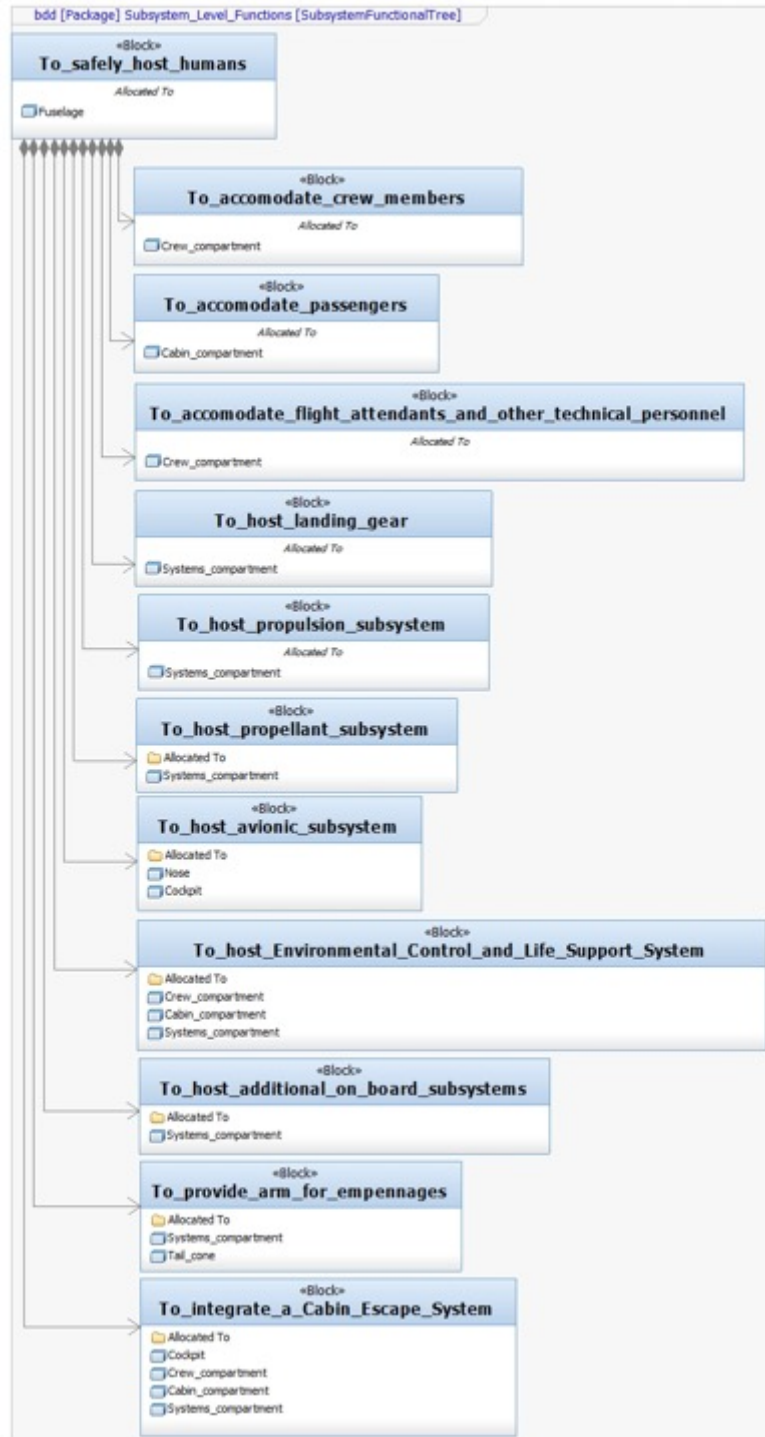 bdd [Package] Subsystem_Level_Functions [SubsystemFunctionalTree]
«Block»
To_safely_host_humans
Allocated To
Fuselage
«Block»
To_accomodate_crew_members
Allocated To
Crew_compartment
«Block»
To_accomodate_passengers
Allocated To
Cabin_compartment
«Block»
To_accomodate_flight_attendants_and_other_technical_personnel
Allocated To
Crew_compartment
«Block»
To_host_landing_gear
Allocated To
Systems_compartment
«Block»
To_host_propulsion_subsystem
Allocated To
Systems_compartment
«Block»
To_host_propellant_subsystem
Allocated To
Systems_compartment
«Block»
To_host_avionic_subsystem
Allocated To
Nose
Cockpit
«Block»
To_host_Environmental_Control_and_Life_Support_System
Allocated To
Crew_compartment
Cabin_compartment
Systems_compartment
«Block»
To_host_additional_on_board_subsystems
Allocated To
Systems_compartment
«Block»
To_provide_arm_for_empennages
Allocated To
Systems_compartment
Tail_cone
«Block»
To_integrate_a_Cabin_Escape_System
Allocated To
Cockpit
Crew_compartment
Cabin_compartment
Systems_compartment